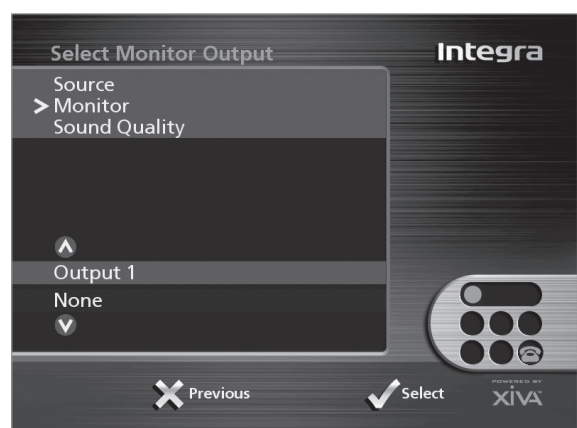 Select Monitor Output
Integra
Source
> Monitor
Sound Quality
Output 1
None
Previous
Select
POWERED BY
XiVA